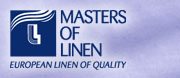 MASTERS
OF
LINEN
EUROPEAN LINEN OF QUALITY